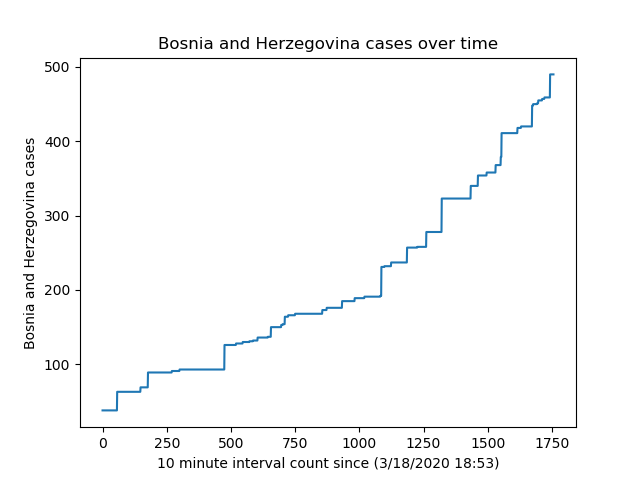 Bosnia and Herzegovina cases over time
500
400
300
200
100
Bosnia and Herzegovina cases
0 250 500 750 1000 1250 1500 1750
10 minute interval count since (3/18/2020 18:53)